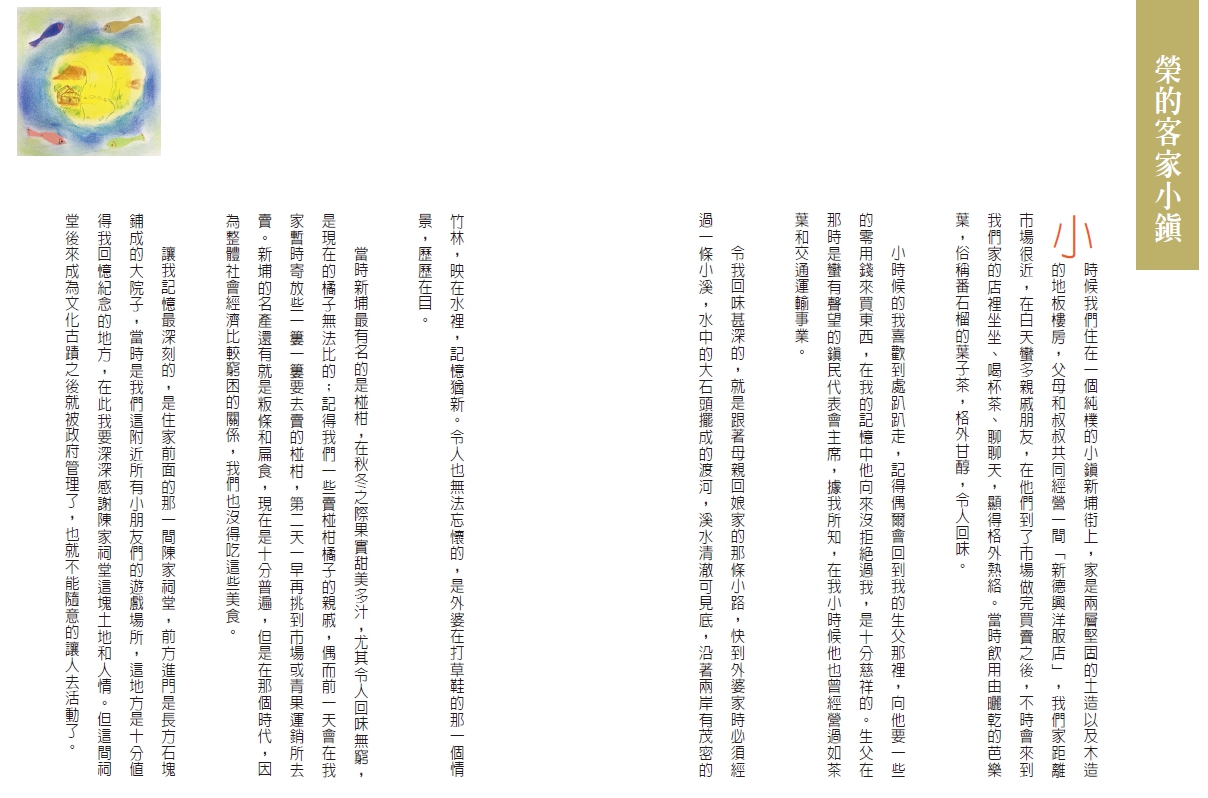 榮的客家小鎮
小時候我們住在一個純樸的小鎮新埔街上，家是兩層堅固的土造以及木造
的地板樓房，父母和叔叔共同經營一間「新德興洋服店」，我們家距離
市場很近，在白天蠻多親戚朋友，在他們到了市場做完買賣之後，不時會來到
我們家的店裡坐坐、喝杯茶、聊聊天，顯得格外熱絡。當時飲用由曬乾的芭樂
葉，俗稱番石榴的葉子茶，格外甘醇，令人回味。
小時候的我喜歡到處趴趴走，記得偶爾會回到我的生父那裡，向他要一些
的零用錢來買東西，在我的記憶中他向來沒拒絕過我，是十分慈祥的。生父在
那時是蠻有聲望的鎮民代表會主席，據我所知，在我小時候他也曾經營過如茶
葉和交通運輸事業。
令我回味甚深的，就是跟著母親回娘家的那條小路，快到外婆家時必須經
過一條小溪，水中的大石頭擺成的渡河，溪水清澈可見底，沿著兩岸有茂密的
竹林，映在水裡，記憶猶新。令人也無法忘懷的，是外婆在打草鞋的那一個情
景，歷歷在目。
當時新埔最有名的是椪柑，在秋冬之際果實甜美多汁，尤其令人回味無窮，
是現在的橘子無法比的；記得我們一些賣椪柑橘子的親戚，偶而前一天會在我
家暫時寄放些一簍一簍要去賣的椪柑，第二天一早再挑到市場或青果運銷所去
賣。新埔的名產還有就是粄條和扁食，現在是十分普遍，但是在那個時代，因
為整體社會經濟比較窮困的關係，我們也沒得吃這些美食。
讓我記憶最深刻的，是住家前面的那一間陳家祠堂，前方進門是長方石塊
鋪成的大院子，當時是我們這附近所有小朋友們的遊戲場所，這地方是十分值
得我回憶紀念的地方，在此我要深深感謝陳家祠堂這塊土地和人情。但這間祠
堂後來成為文化古蹟之後就被政府管理了，也就不能隨意的讓人去活動了。